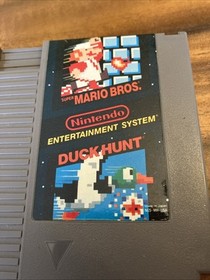 SUPER MARIO BROS.
Nintendo
ENTERTAINMENT SYSTEM
DUCK HUNT